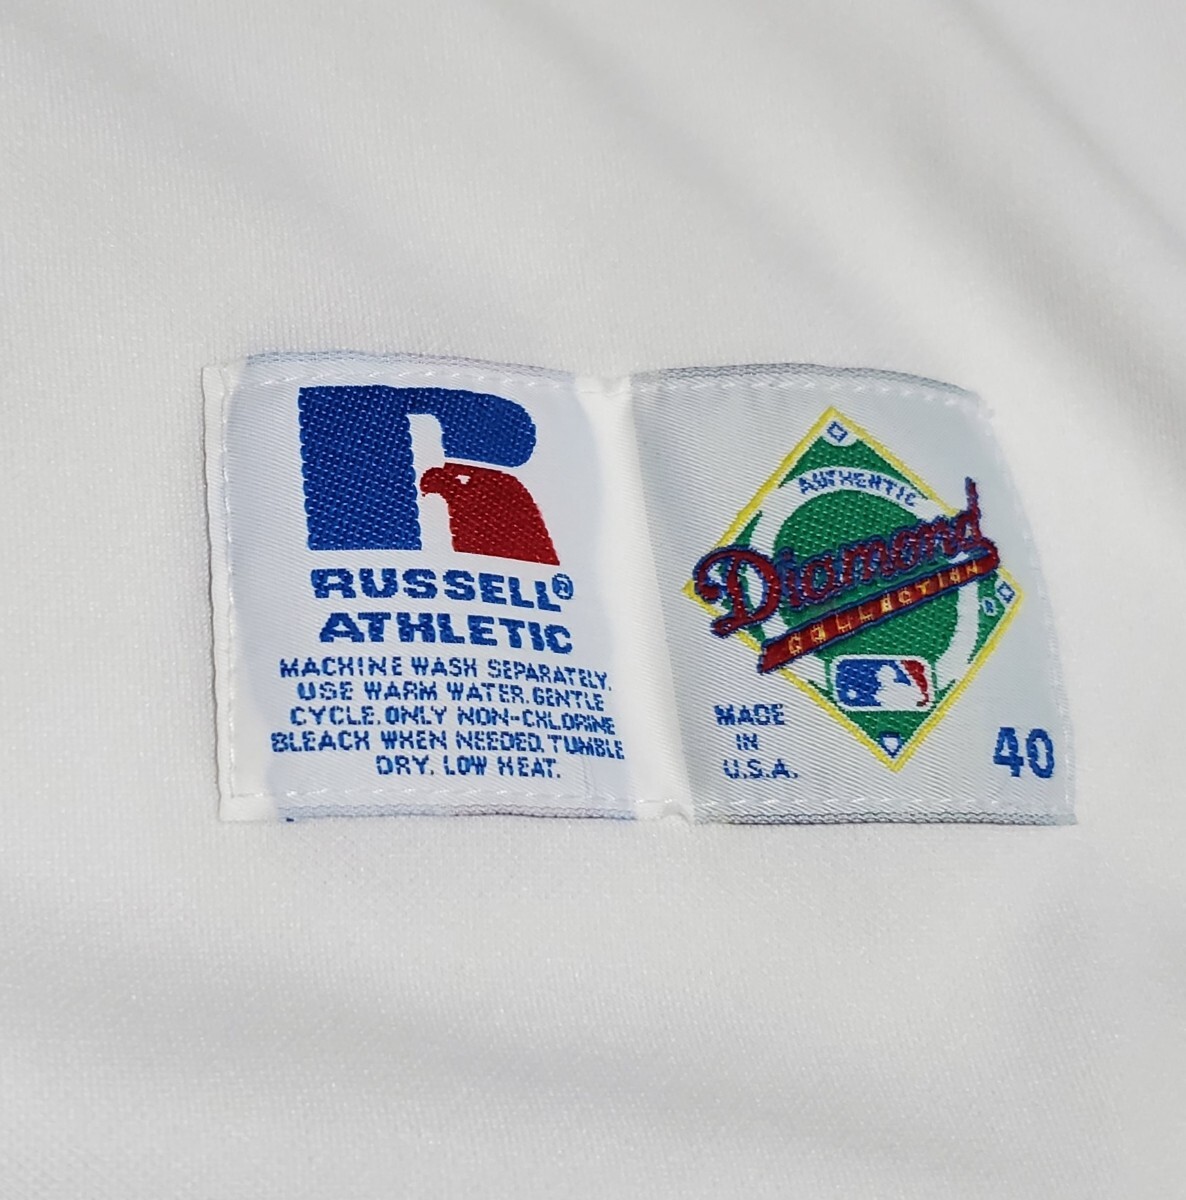 RUSSELL®
ATHLETIC
MACHINE WASH SEPARATELY.
USE WARM WATER. GENTLE
CYCLE. ONLY NON-CHLORINE
BLEACH WHEN NEEDED. TUMBLE
DRY. LOW HEAT.
AUTHENTIC
Diamond
COLLECTION
®
MADE
IN
U.S.A.
40